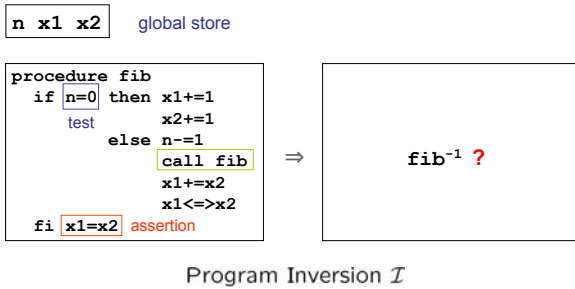 n x1 x2 global store
procedure fib
if n=0 then x1+=1
test x2+=1
else n-=1
call fib
x1+=x2
x1<=>x2
fi x1=x2 assertion
⇒
fib⁻¹ ?
Program Inversion 𝓘